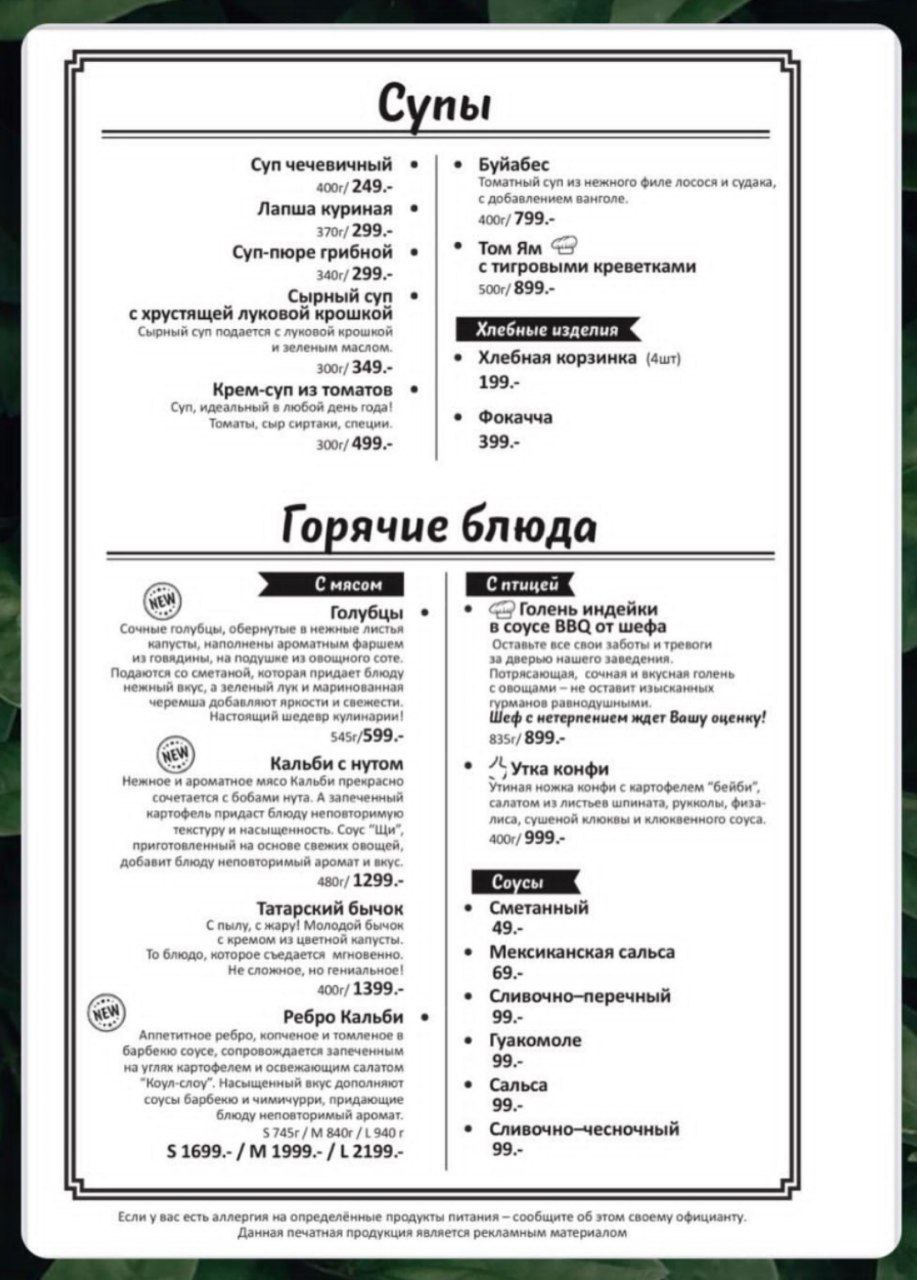 Супы
Суп чечевичный
400г/ 249.-
Лапша куриная
370г/ 299.-
Суп-пюре грибной
340г/ 299.-
Сырный суп
с хрустящей луковой крошкой
Сырный суп подается с луковой крошкой
и зеленым маслом.
300г/ 349.-
Крем-суп из томатов
Суп, идеальный в любой день года!
Томаты, сыр сиртаки, специи.
300г/ 499.-
Буйабес
Томатный суп из нежного филе лосося и судака,
с добавлением ванголе.
400г/ 799.-
Том Ям
с тигровыми креветками
500г/ 899.-
Хлебные изделия
Хлебная корзинка (4шт)
199.-
Фокачча
399.-
Горячие блюда
С мясом
NEW
Голубцы
Сочные голубцы, обернутые в нежные листья
капусты, наполнены ароматным фаршем
из говядины, на подушке из овощного соте.
Подаются со сметаной, которая придает блюду
нежный вкус, а зеленый лук и маринованная
черемша добавляют яркости и свежести.
Настоящий шедевр кулинарии!
545г/599.-
NEW
Кальби с нутом
Нежное и ароматное мясо Кальби прекрасно
сочетается с бобами нута. А запеченный
картофель придаст блюду неповторимую
текстуру и насыщенность. Соус “Щи”,
приготовленный на основе свежих овощей,
добавит блюду неповторимый аромат и вкус.
480г/ 1299.-
Татарский бычок
С пылу, с жару! Молодой бычок
с кремом из цветной капусты.
То блюдо, которое съедается мгновенно.
Не сложное, но гениальное!
400г/ 1399.-
NEW
Ребро Кальби
Аппетитное ребро, копченое и томленое в
барбекю соусе, сопровождается запеченным
на углях картофелем и освежающим салатом
“Коул-слоу”. Насыщенный вкус дополняют
соусы барбекю и чимичурри, придающие
блюду неповторимый аромат.
S 745г / M 840г / L 940 г
S 1699.- / M 1999.- / L 2199.-
С птицей
Голень индейки
в соусе BBQ от шефа
Оставьте все свои заботы и тревоги
за дверью нашего заведения.
Потрясающая, сочная и вкусная голень
с овощами – не оставит изысканных
гурманов равнодушными.
Шеф с нетерпением ждет Вашу оценку!
835г/ 899.-
Утка конфи
Утиная ножка конфи с картофелем “бейби”,
салатом из листьев шпината, рукколы, физа-
лиса, сушеной клюквы и клюквенного соуса.
400г/ 999.-
Соусы
Сметанный
49.-
Мексиканская сальса
69.-
Сливочно–перечный
99.-
Гуакомоле
99.-
Сальса
99.-
Сливочно–чесночный
99.-
Если у вас есть аллергия на определённые продукты питания – сообщите об этом своему официанту.
Данная печатная продукция является рекламным материалом